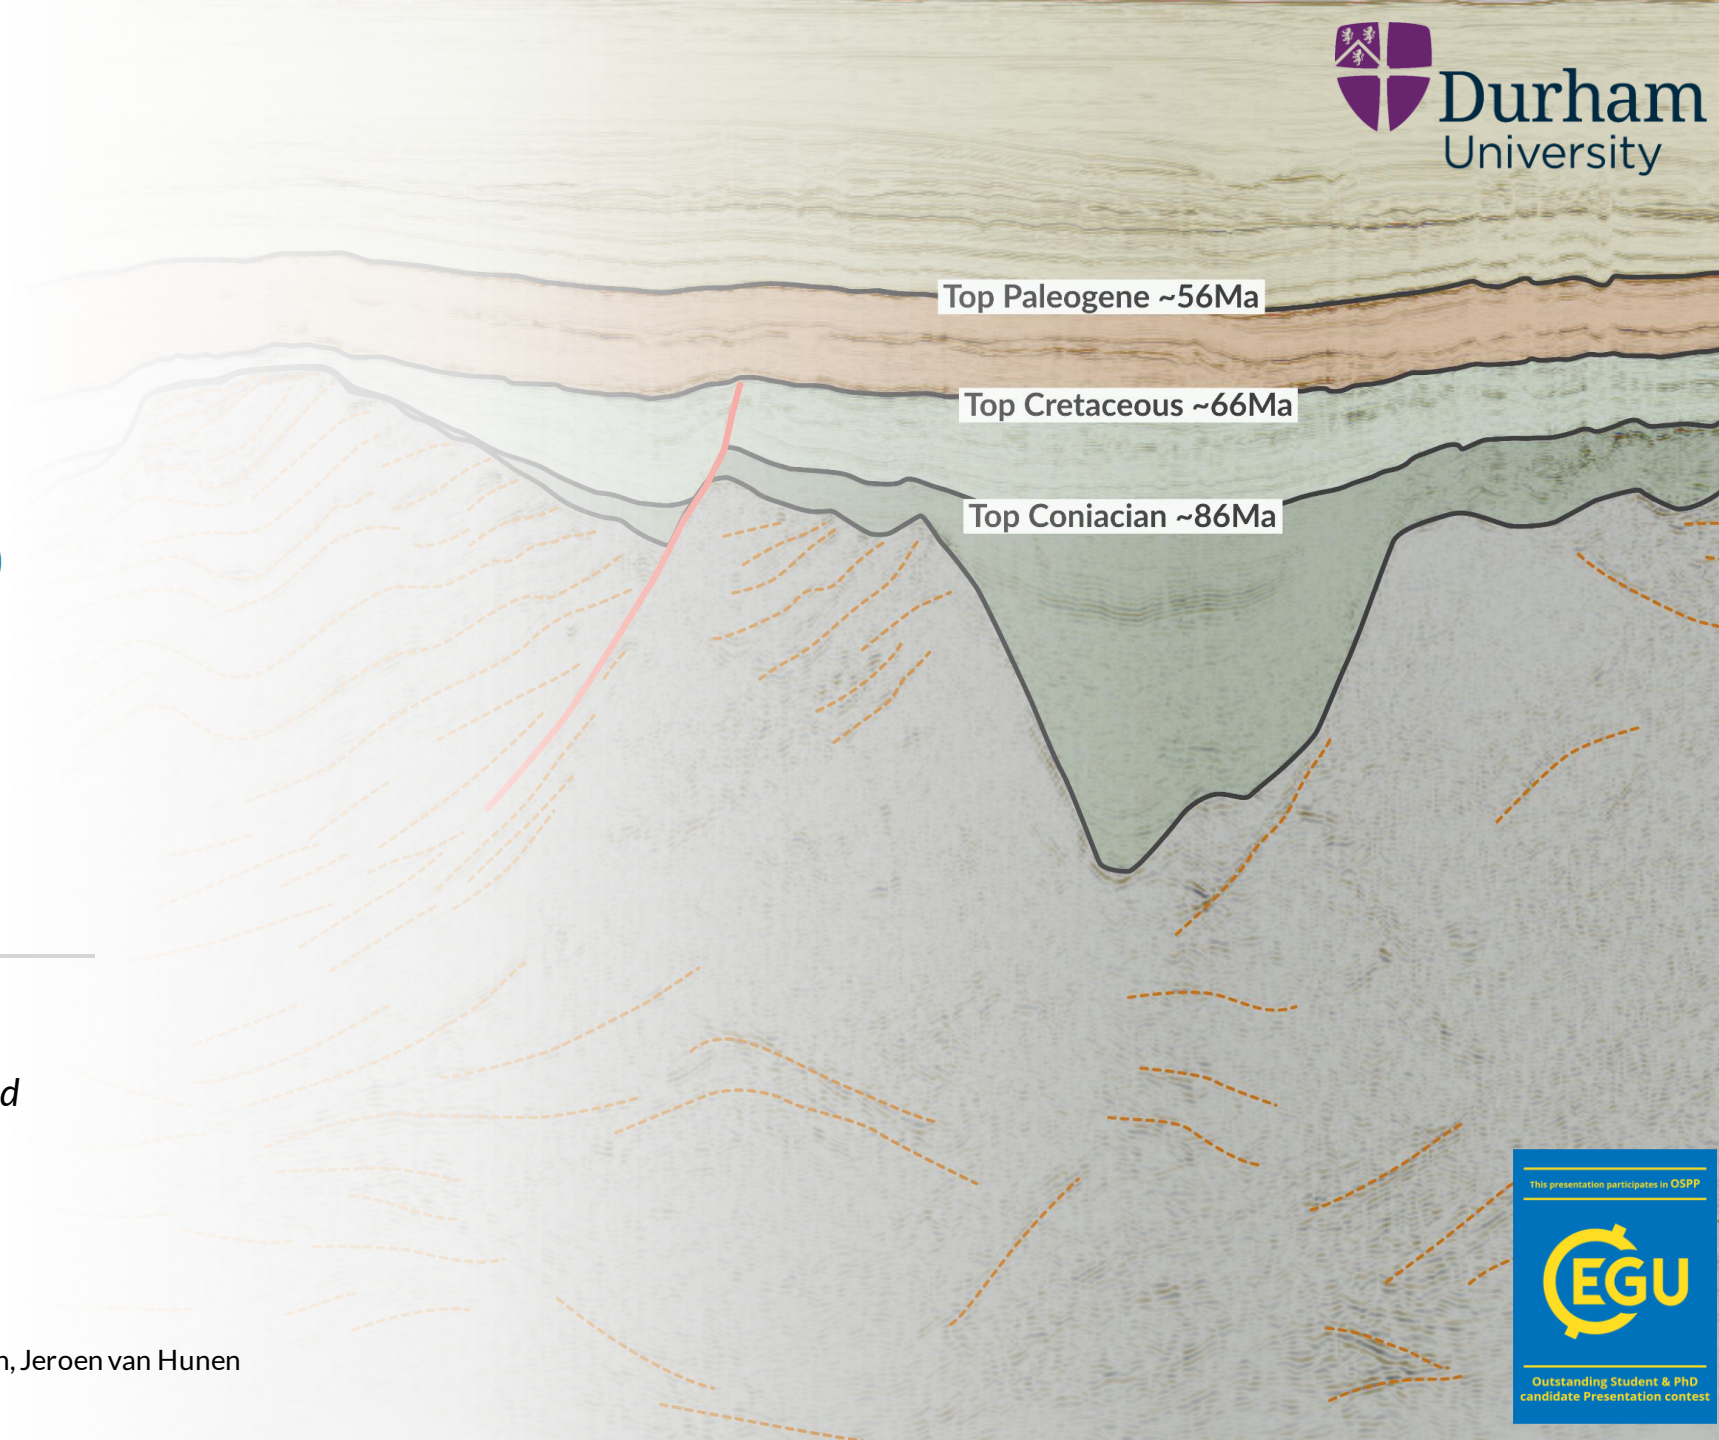 Durham
University
Top Paleogene ~56Ma
Top Cretaceous ~66Ma
Top Coniacian ~86Ma
d
n, Jeroen van Hunen
This presentation participates in OSPP
EGU
Outstanding Student & PhD
candidate Presentation contest